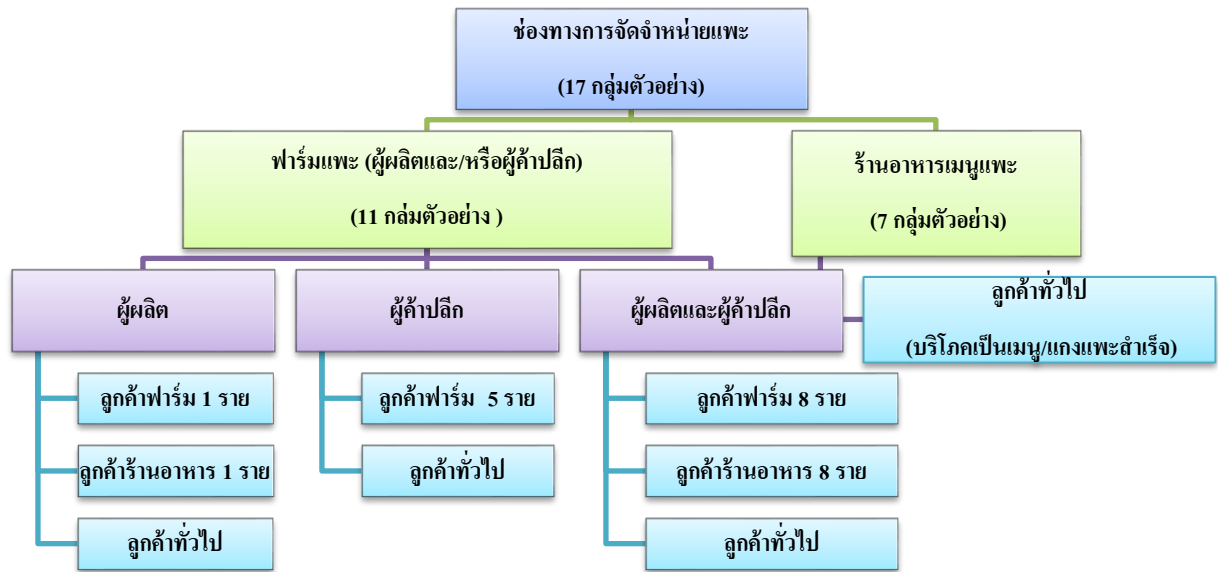 ช่องทางการจัดจำหน่ายแพะ
(17 กลุ่มตัวอย่าง)
ฟาร์มแพะ (ผู้ผลิตและ/หรือผู้ค้าปลีก)
(11 กล่มตัวอย่าง )
ร้านอาหารเมนูแพะ
(7 กลุ่มตัวอย่าง)
ผู้ผลิต
ผู้ค้าปลีก
ผู้ผลิตและผู้ค้าปลีก
ลูกค้าทั่วไป
(บริโภคเป็นเมนู/แกงแพะสำเร็จ)
ลูกค้าฟาร์ม 1 ราย
ลูกค้าร้านอาหาร 1 ราย
ลูกค้าทั่วไป
ลูกค้าฟาร์ม 5 ราย
ลูกค้าทั่วไป
ลูกค้าฟาร์ม 8 ราย
ลูกค้าร้านอาหาร 8 ราย
ลูกค้าทั่วไป